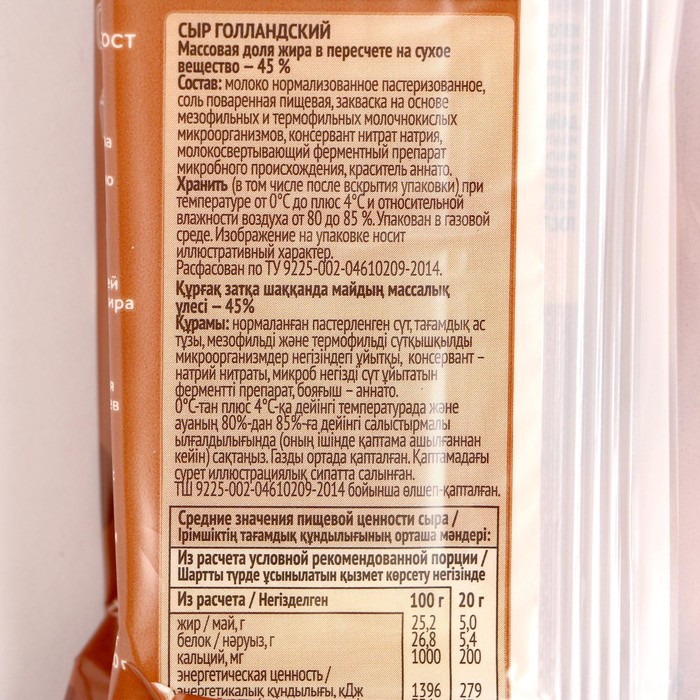 ОСТ
СЫР ГОЛЛАНДСКИЙ
Массовая доля жира в пересчете на сухое
вещество – 45 %
Состав: молоко нормализованное пастеризованное,
соль поваренная пищевая, закваска на основе
мезофильных и термофильных молочнокислых
микроорганизмов, консервант нитрат натрия,
молокосвертывающий ферментный препарат
микробного происхождения, краситель аннато.
Хранить (в том числе после вскрытия упаковки) при
температуре от 0°С до плюс 4°С и относительной
влажности воздуха от 80 до 85 %. Упакован в газовой
среде. Изображение на упаковке носит
иллюстративный характер.
Расфасован по ТУ 9225-002-04610209-2014.
Құрғақ затқа шаққанда майдың массалық
үлесі – 45%
Құрамы: нормаланған пастерленген сүт, тағамдық ас
тұзы, мезофильді және термофильді сүтқышқылды
микроорганизмдер негізіндегі ұйытқы, консервант –
натрий нитраты, микроб негізді сүт ұйытатын
ферментті препарат, бояғыш – аннато.
0°С-тан плюс 4°С-қа дейінгі температурада және
ауаның 80%-дан 85%-ға дейінгі салыстырмалы
ылғалдылығында (оның ішінде қаптама ашылғаннан
кейін) сақтаңыз. Газды ортада қапталған. Қаптамадағы
сурет иллюстрациялық сипатта салынған.
ТШ 9225-002-04610209-2014 бойынша өлшеп-қапталған.
Средние значения пищевой ценности сыра /
Ірімшіктің тағамдық құндылығының орташа мәндері:
Из расчета условной рекомендованной порции /
Шартты түрде ұсынылатын қызмет көрсету негізінде
Из расчета / Негізделген 100 г 20 г
жир / май, г 25,2 5,0
белок / нәруыз, г 26,8 5,4
кальций, мг 1000 200
энергетическая ценность /
энергетикалық құндылығы, кДж 1396 279